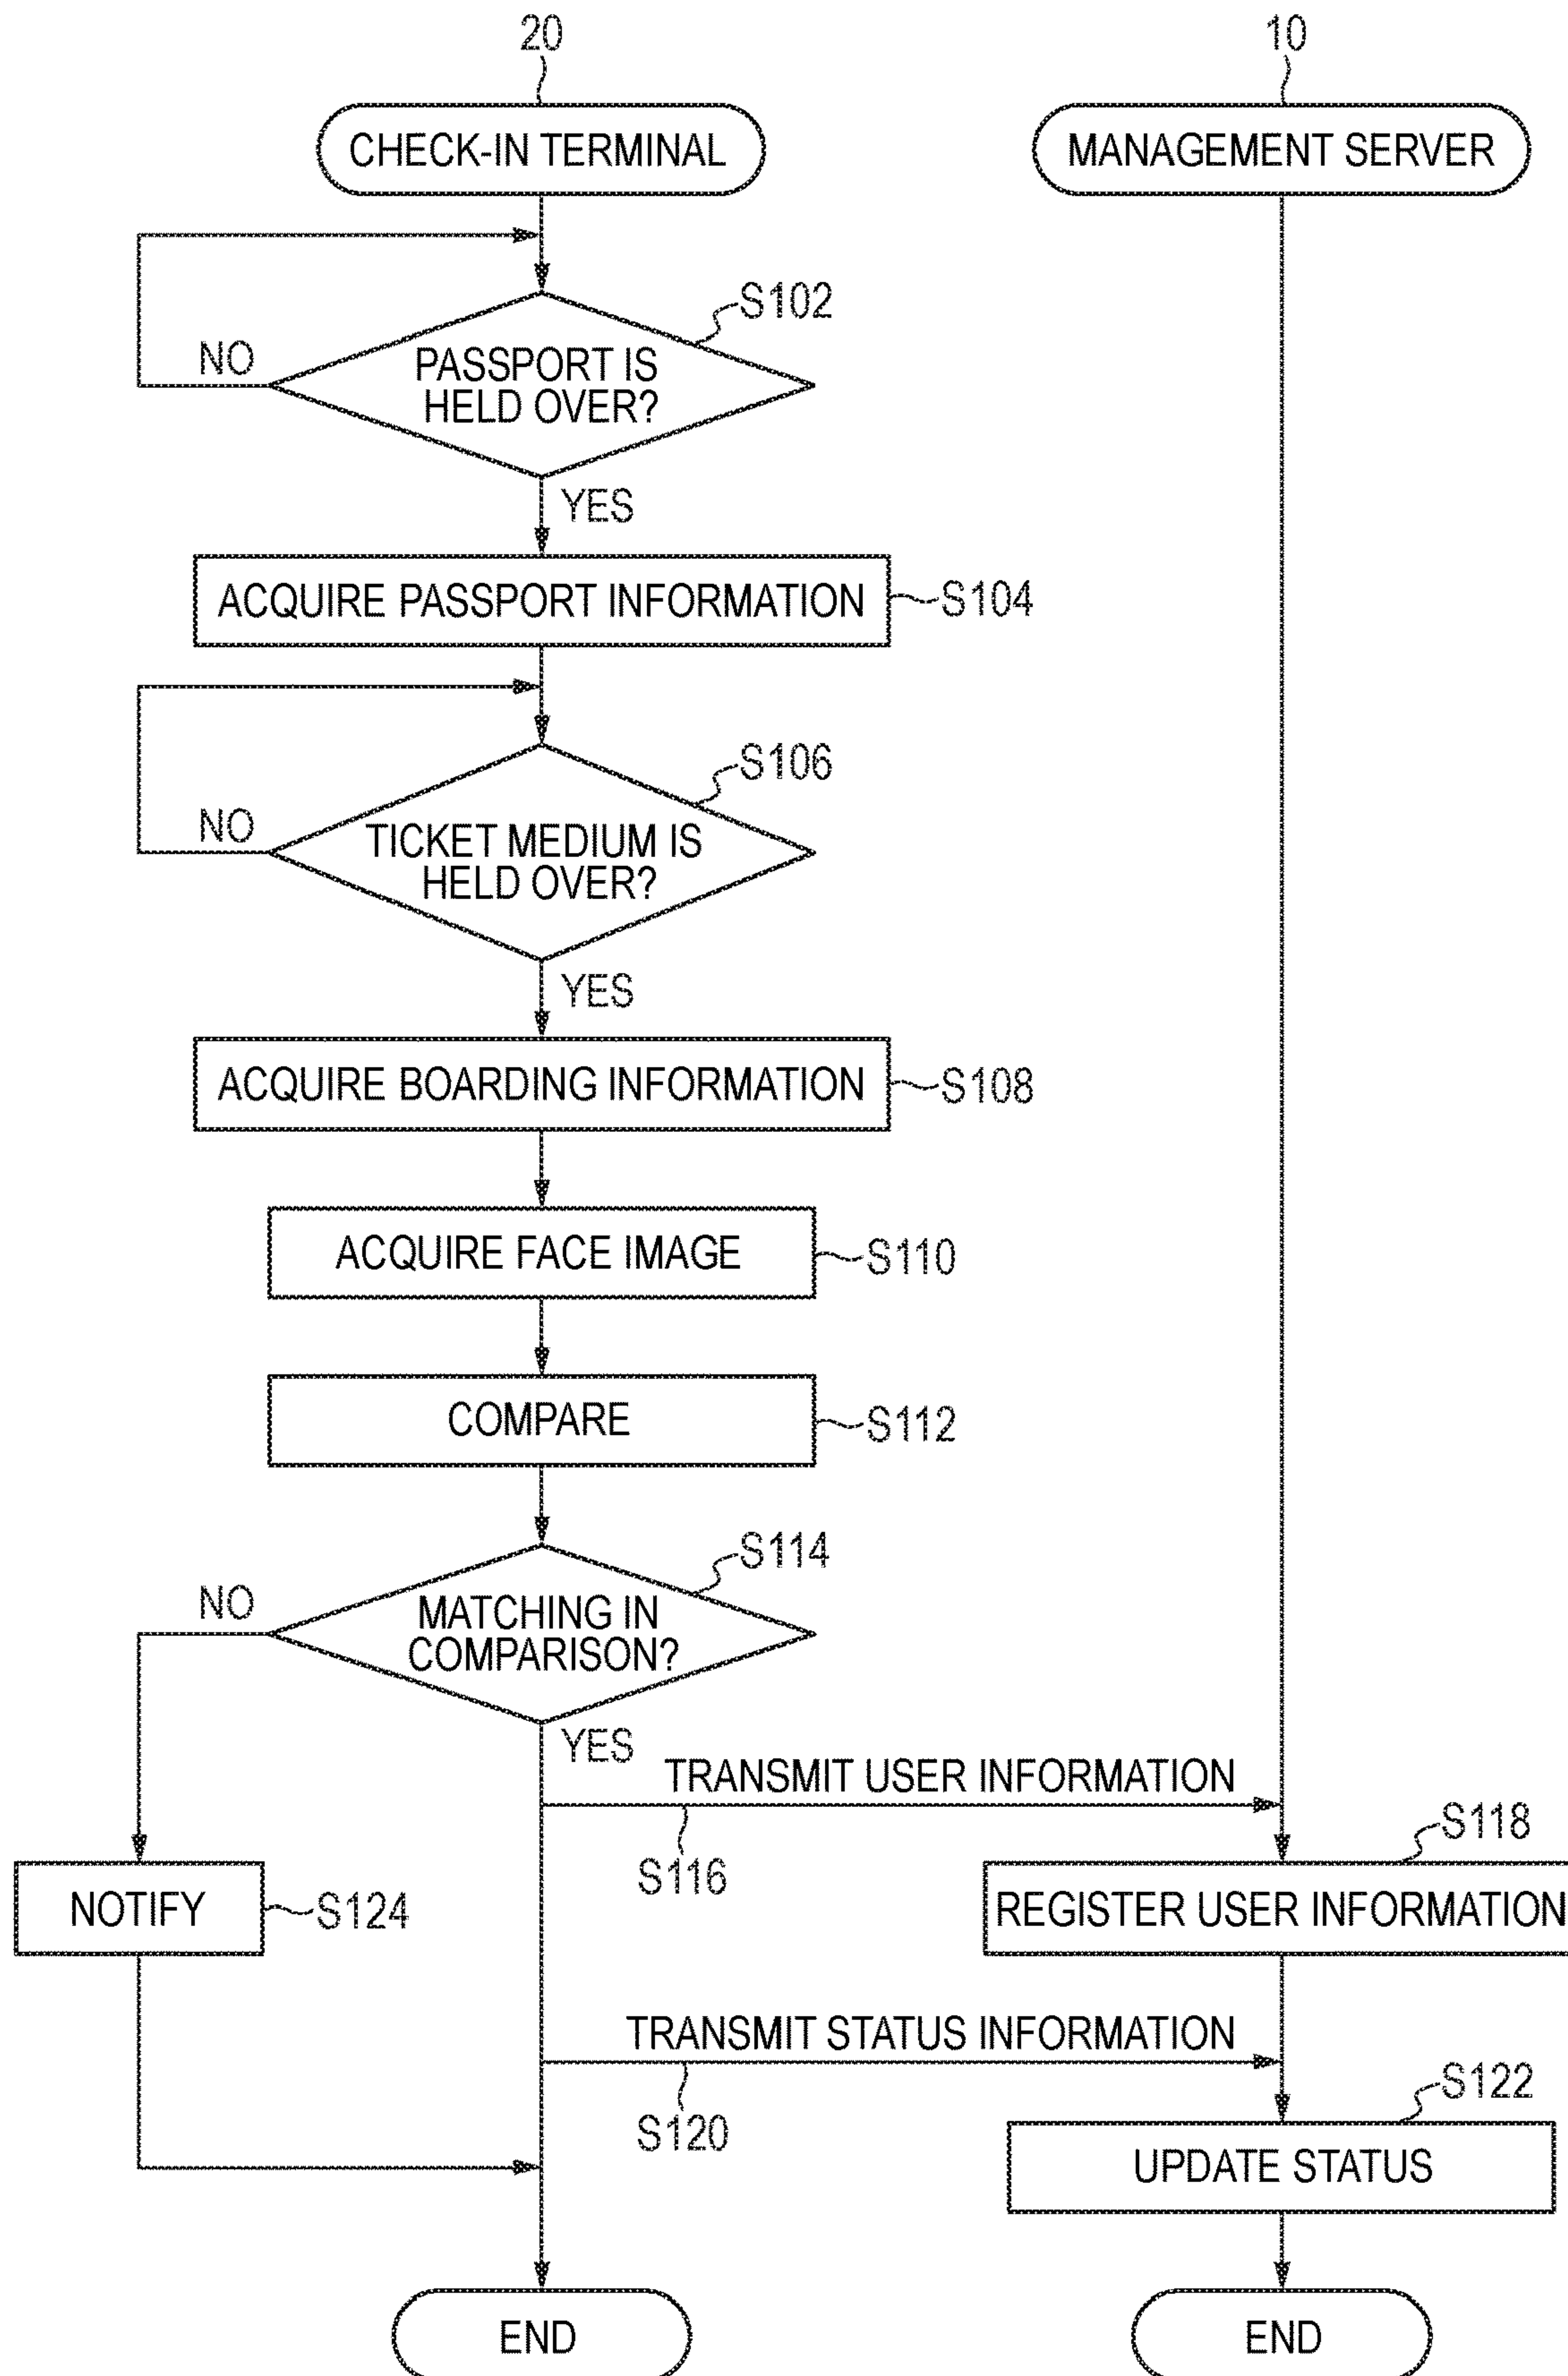 20
10
CHECK-IN TERMINAL
MANAGEMENT SERVER
S102
NO
PASSPORT IS
HELD OVER?
YES
ACQUIRE PASSPORT INFORMATION
S104
S106
NO
TICKET MEDIUM IS
HELD OVER?
YES
ACQUIRE BOARDING INFORMATION
S108
ACQUIRE FACE IMAGE
S110
COMPARE
S112
S114
NO
MATCHING IN
COMPARISON?
YES
TRANSMIT USER INFORMATION
S116
S118
NOTIFY
S124
REGISTER USER INFORMATION
TRANSMIT STATUS INFORMATION
S120
S122
UPDATE STATUS
END
END